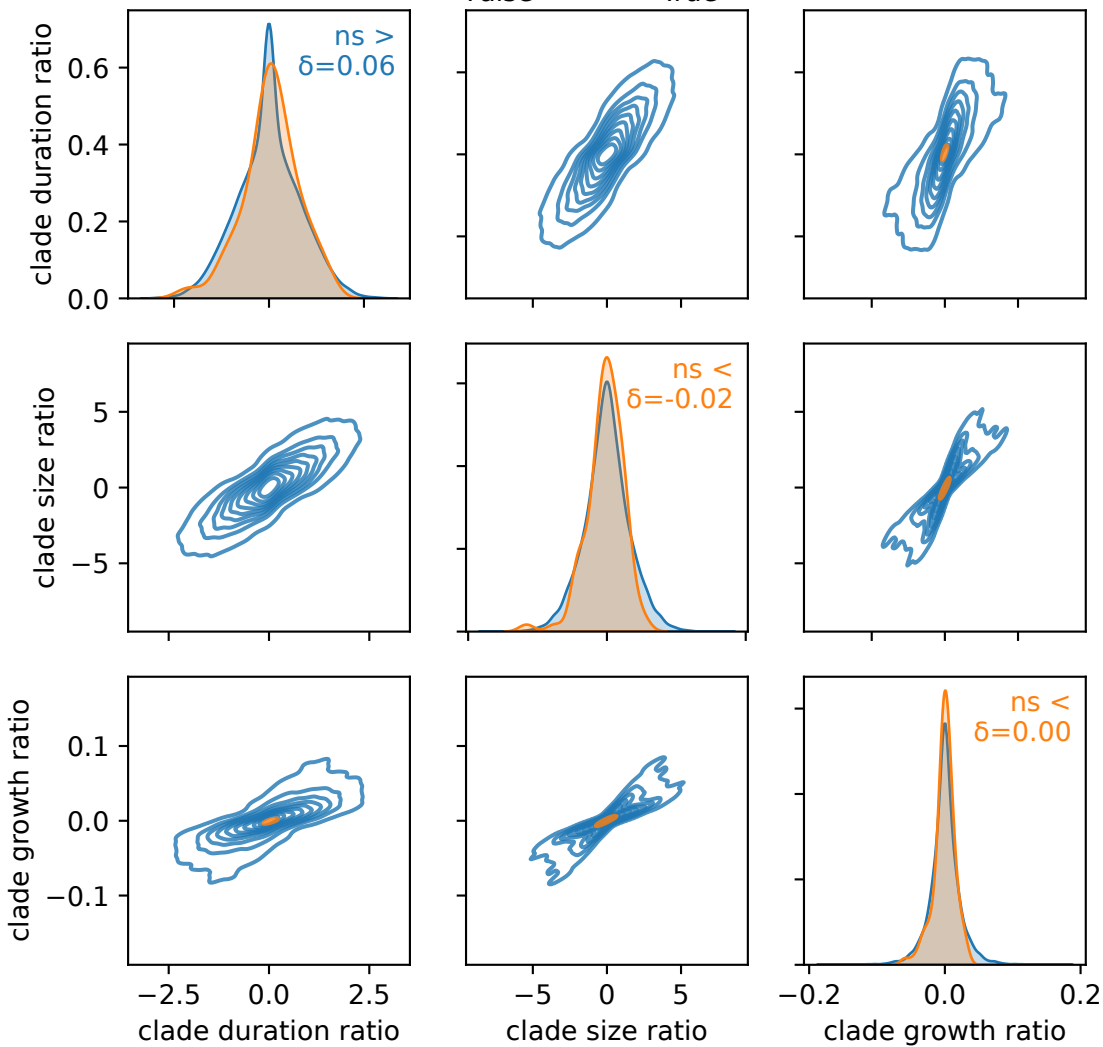 clade duration ratio
0.6
0.4
0.2
0.0
ns >
δ=0.06
clade size ratio
5
0
−5
ns <
δ=-0.02
clade growth ratio
0.1
0.0
−0.1
ns <
δ=0.00
−2.5
0.0
2.5
−5
0
5
−0.2
0.0
0.2
clade duration ratio
clade size ratio
clade growth ratio